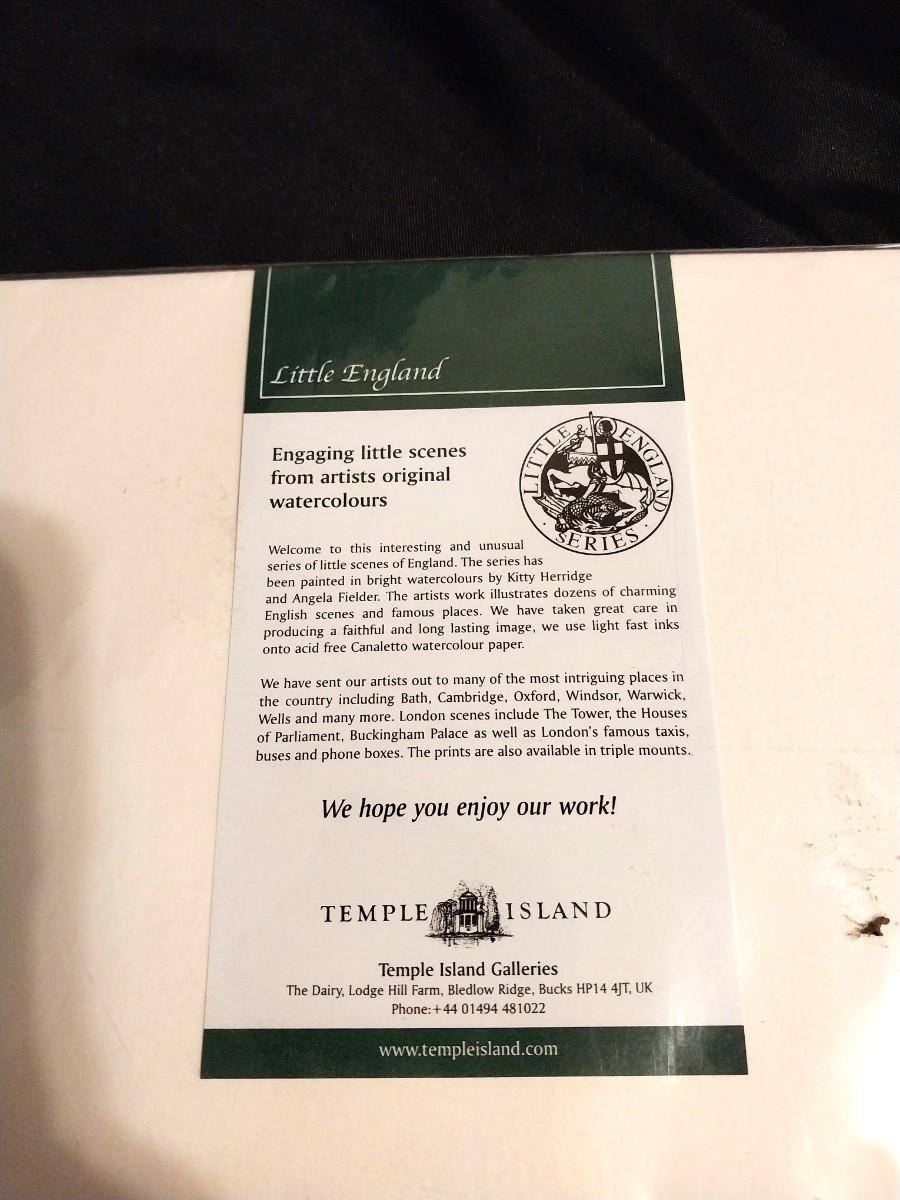 Little England
Engaging little scenes
from artists original
watercolours
LITTLE ENGLAND
· SERIES ·
Welcome to this interesting and unusual
series of little scenes of England. The series has
been painted in bright watercolours by Kitty Herridge
and Angela Fielder. The artists work illustrates dozens of charming
English scenes and famous places. We have taken great care in
producing a faithful and long lasting image, we use light fast inks
onto acid free Canaletto watercolour paper.
We have sent our artists out to many of the most intriguing places in
the country including Bath, Cambridge, Oxford, Windsor, Warwick,
Wells and many more. London scenes include The Tower, the Houses
of Parliament, Buckingham Palace as well as London's famous taxis,
buses and phone boxes. The prints are also available in triple mounts.
We hope you enjoy our work!
TEMPLE ISLAND
Temple Island Galleries
The Dairy, Lodge Hill Farm, Bledlow Ridge, Bucks HP14 4JT, UK
Phone:+44 01494 481022
www.templeisland.com